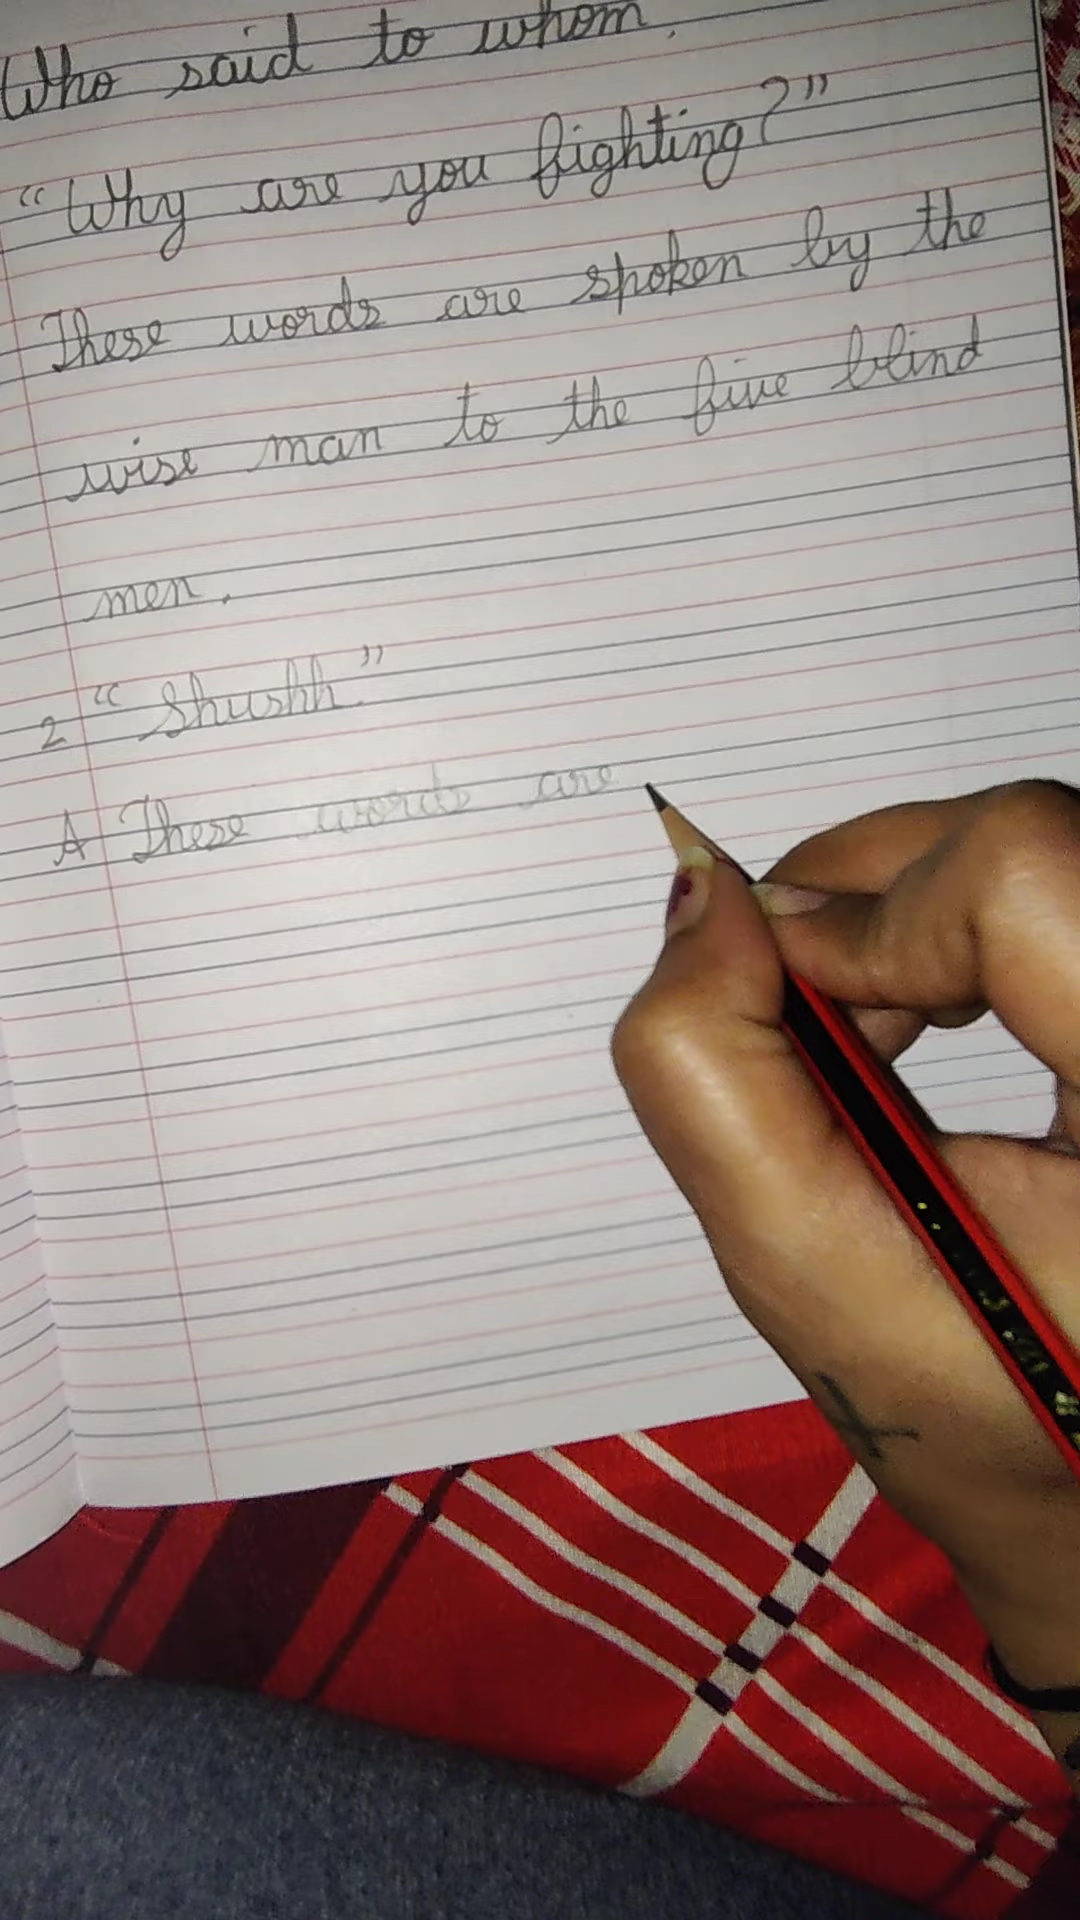 Who said to whom.
“Why are you fighting?”
These words are spoken by the
wise man to the five blind
men.
2 “Shushh.”
A These words are